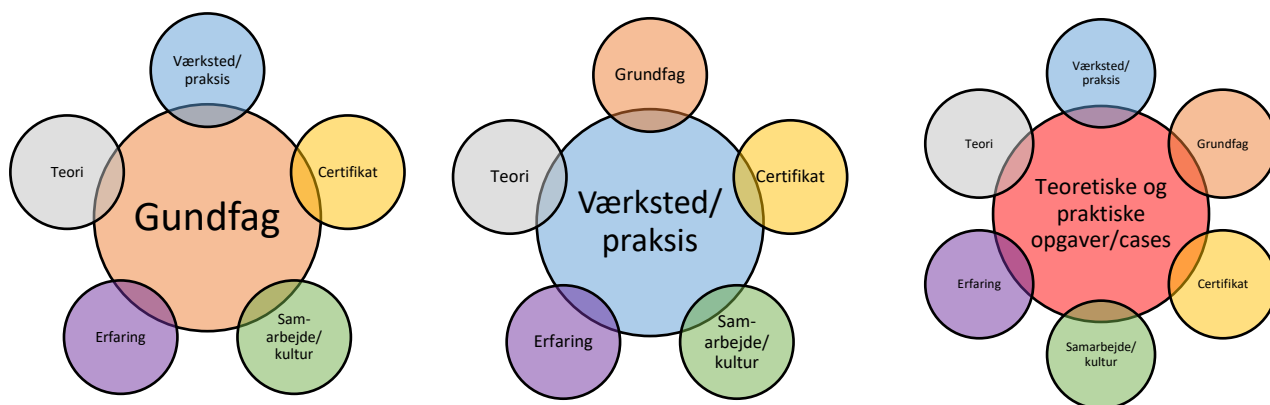 Værksted/
praksis
Teori
Certifikat
Gundfag
Erfaring
Sam-
arbejde/
kultur
Grundfag
Teori
Certifikat
Værksted/
praksis
Erfaring
Sam-
arbejde/
kultur
Værksted/
praksis
Teori
Grundfag
Teoretiske og
praktiske
opgaver/cases
Erfaring
Certifikat
Samarbejde/
kultur